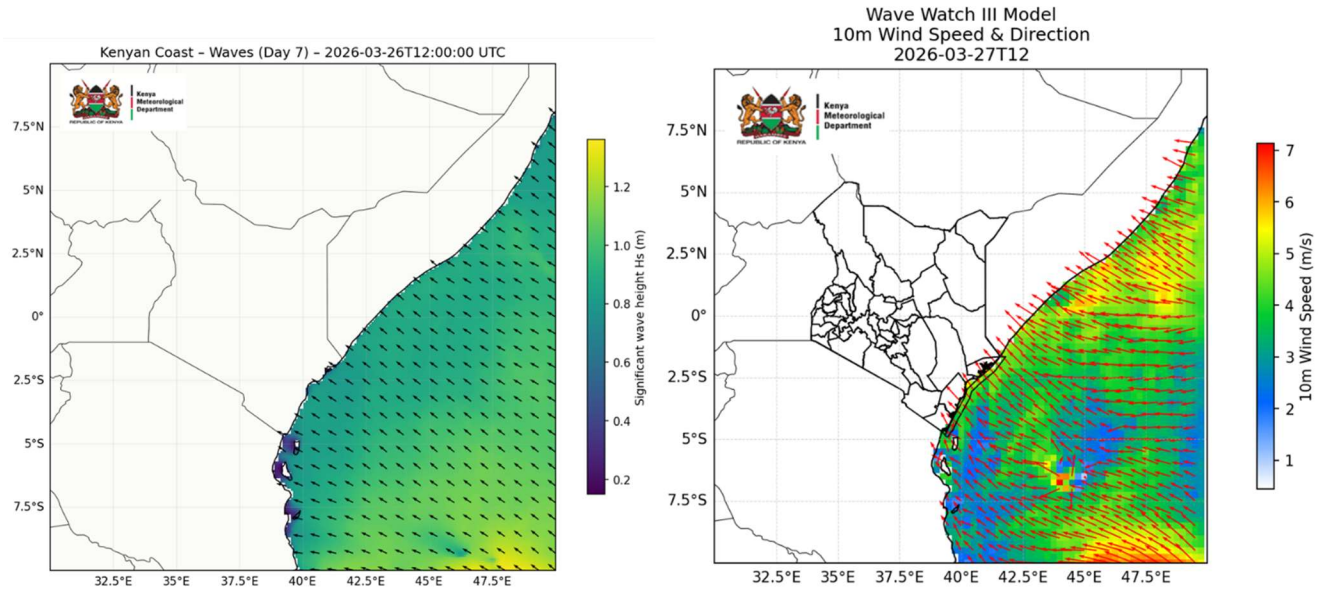 Kenyan Coast – Waves (Day 7) – 2026-03-26T12:00:00 UTC
Kenya
Meteorological
Department
REPUBLIC OF KENYA
7.5°N
5°N
2.5°N
0°
2.5°S
5°S
7.5°S
32.5°E 35°E 37.5°E 40°E 42.5°E 45°E 47.5°E
1.2
1.0
0.8
0.6
0.4
0.2
Significant wave height Hs (m)
Wave Watch III Model
10m Wind Speed & Direction
2026-03-27T12
Kenya
Meteorological
Department
REPUBLIC OF KENYA
7.5°N
5°N
2.5°N
0°
2.5°S
5°S
7.5°S
32.5°E 35°E 37.5°E 40°E 42.5°E 45°E 47.5°E
7
6
5
4
3
2
1
10m Wind Speed (m/s)